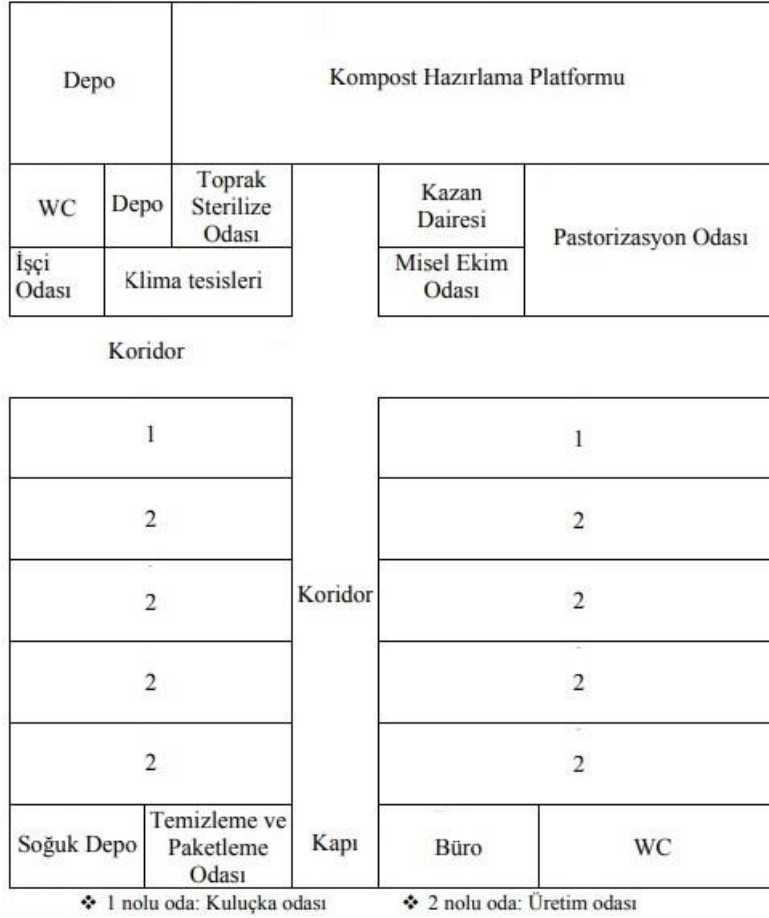 Depo
Kompost Hazırlama Platformu
WC
Depo
Toprak
Sterilize
Odası
Kazan
Dairesi
Pastorizasyon Odası
İşçi
Odası
Klima tesisleri
Misel Ekim
Odası
Koridor
1
1
2
2
2
Koridor
2
2
2
2
2
Soğuk Depo
Temizleme ve
Paketleme
Odası
Kapı
Büro
WC
❖ 1 nolu oda: Kuluçka odası
❖ 2 nolu oda: Üretim odası